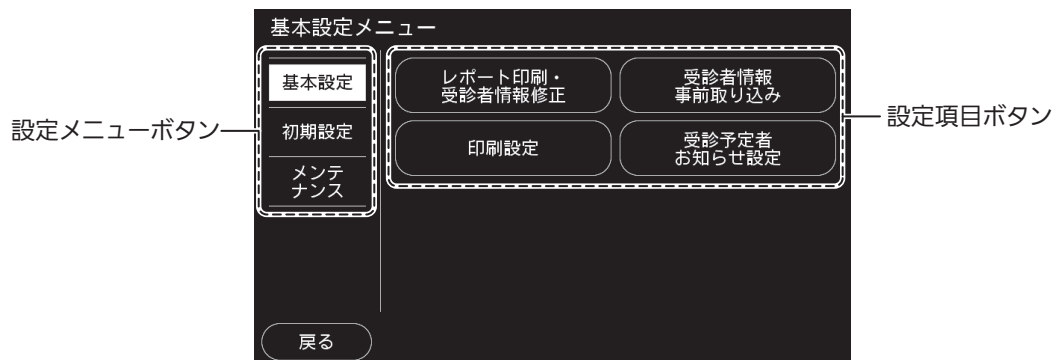 基本設定メニュー
設定メニューボタン
基本設定
初期設定
メンテ
ナンス
レポート印刷・
受診者情報修正
受診者情報
事前取り込み
印刷設定
受診予定者
お知らせ設定
設定項目ボタン
戻る